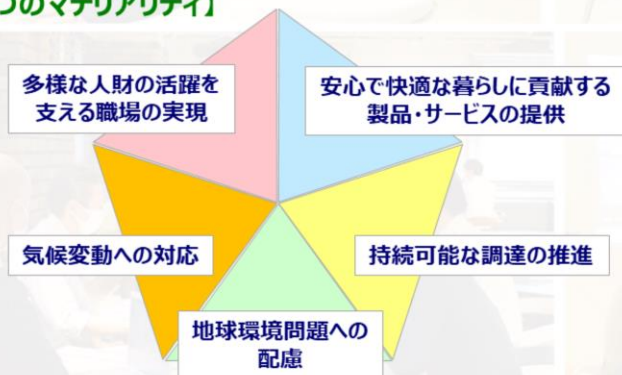 つのマテリアリティ】
多様な人財の活躍を
支える職場の実現
安心で快適な暮らしに貢献する
製品・サービスの提供
気候変動への対応
持続可能な調達の推進
地球環境問題への
配慮